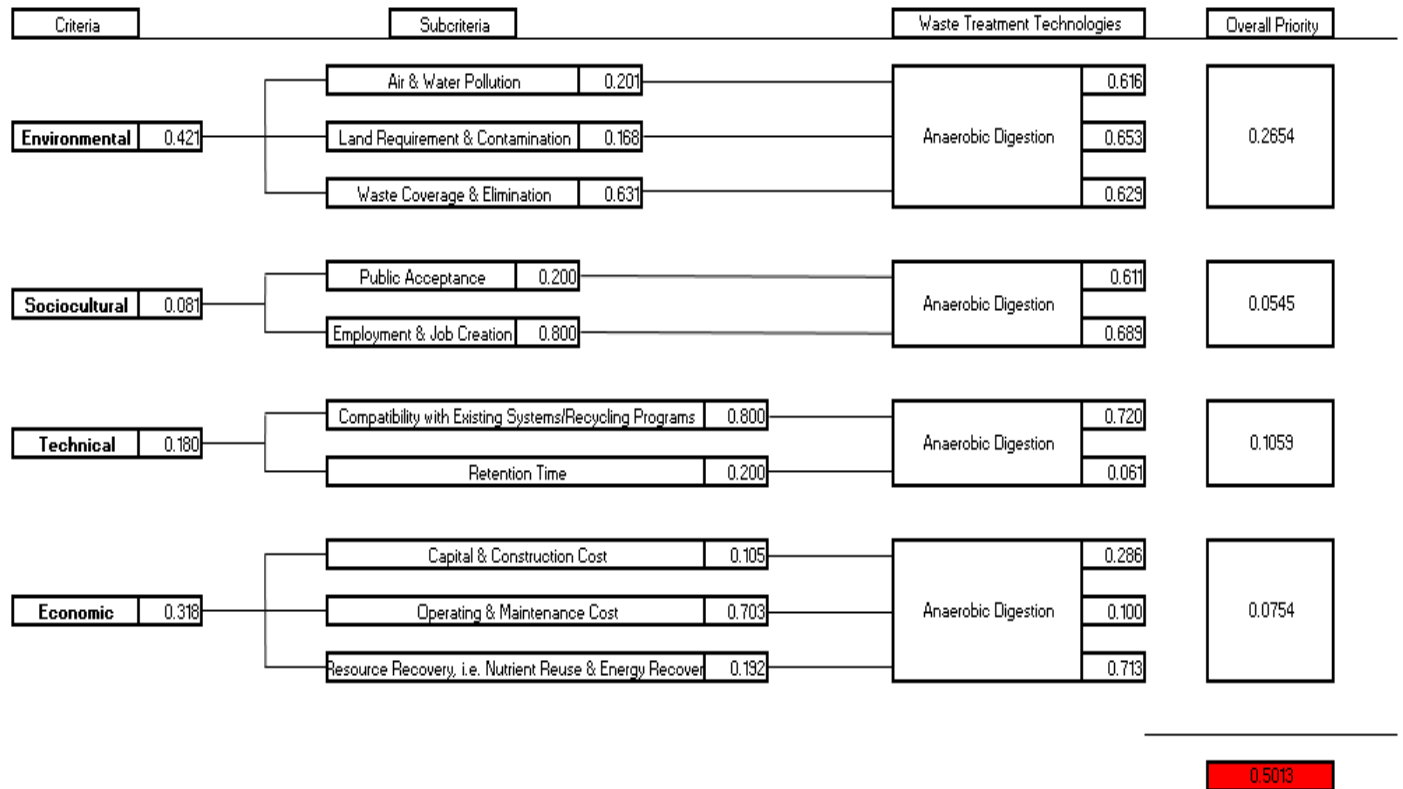 Criteria Subcriteria Waste Treatment Technologies Overall Priority
Air & Water Pollution 0.201 0.616
Environmental 0.421 Land Requirement & Contamination 0.168 Anaerobic Digestion 0.653 0.2654
Waste Coverage & Elimination 0.631 0.629
Public Acceptance 0.200 0.611
Sociocultural 0.081 Anaerobic Digestion 0.0545
Employment & Job Creation 0.800 0.689
Compatibility with Existing Systems/Recycling Programs 0.800 0.720
Technical 0.180 Anaerobic Digestion 0.1059
Retention Time 0.200 0.061
Capital & Construction Cost 0.105 0.286
Economic 0.318 Operating & Maintenance Cost 0.703 Anaerobic Digestion 0.100 0.0754
Resource Recovery, i.e. Nutrient Reuse & Energy Recover 0.192 0.713
0.5013